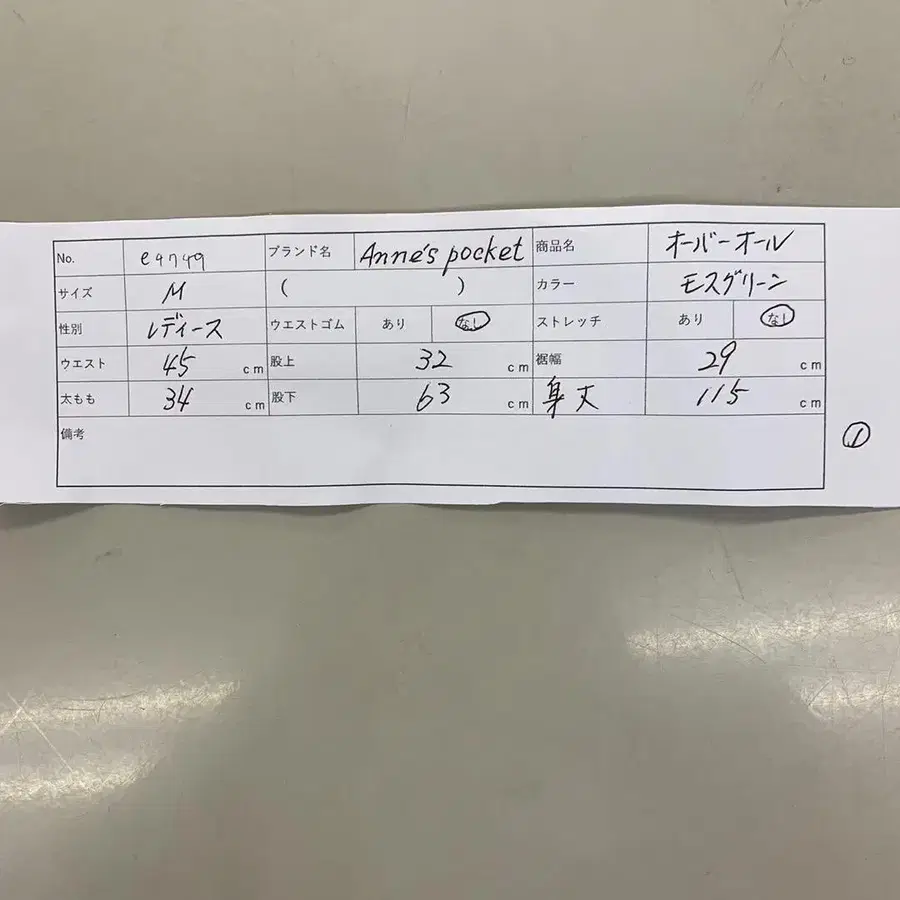 No. e9749 ブランド名 Anne's pocket 商品名 オーバーオール
サイズ M ( ) カラー モスグリーン
性別 レディース ウエストゴム あり なし ストレッチ あり なし
ウエスト 45 cm 股上 32 cm 裾幅 29 cm
太もも 34 cm 股下 63 cm 身丈 115 cm
備考
①